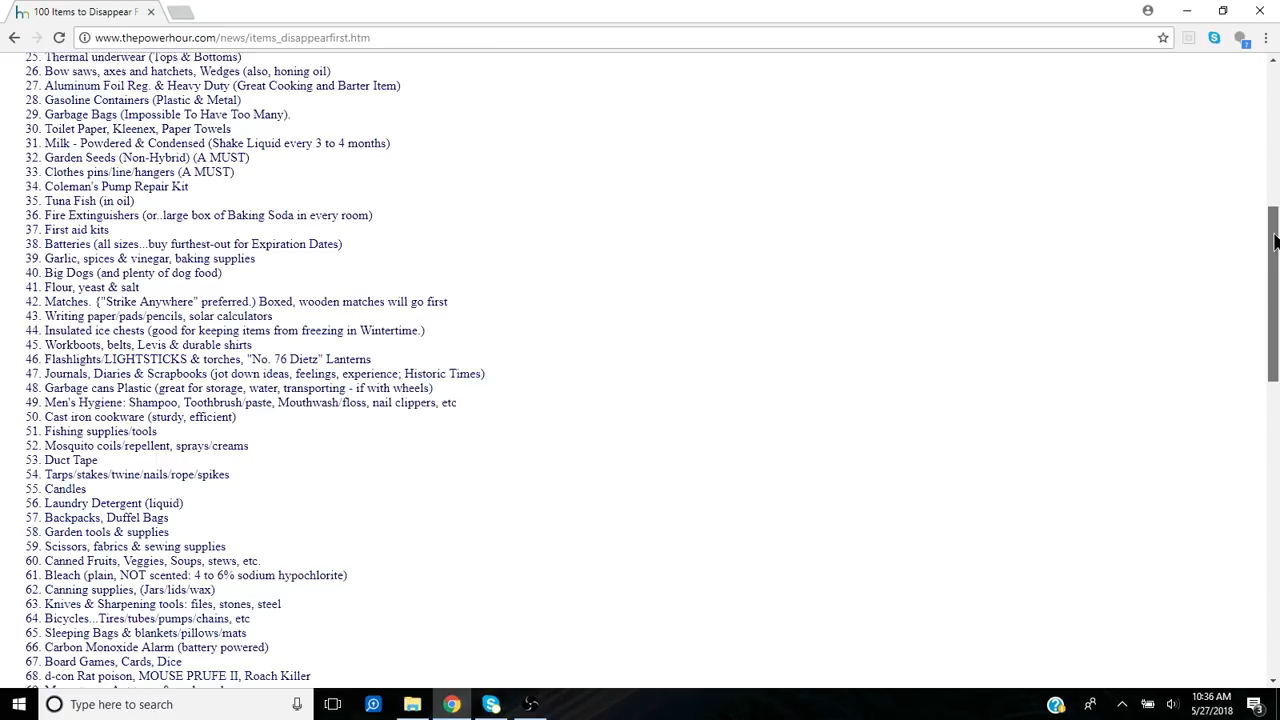 100 Items to Disappear F
www.thepowerhour.com/news/items_disappearfirst.htm
25. Thermal underwear (Tops & Bottoms)
26. Bow saws, axes and hatchets, Wedges (also, honing oil)
27. Aluminum Foil Reg. & Heavy Duty (Great Cooking and Barter Item)
28. Gasoline Containers (Plastic & Metal)
29. Garbage Bags (Impossible To Have Too Many).
30. Toilet Paper, Kleenex, Paper Towels
31. Milk - Powdered & Condensed (Shake Liquid every 3 to 4 months)
32. Garden Seeds (Non-Hybrid) (A MUST)
33. Clothes pins/line/hangers (A MUST)
34. Coleman's Pump Repair Kit
35. Tuna Fish (in oil)
36. Fire Extinguishers (or..large box of Baking Soda in every room)
37. First aid kits
38. Batteries (all sizes...buy furthest-out for Expiration Dates)
39. Garlic, spices & vinegar, baking supplies
40. Big Dogs (and plenty of dog food)
41. Flour, yeast & salt
42. Matches. {"Strike Anywhere" preferred.) Boxed, wooden matches will go first
43. Writing paper/pads/pencils, solar calculators
44. Insulated ice chests (good for keeping items from freezing in Wintertime.)
45. Workboots, belts, Levis & durable shirts
46. Flashlights/LIGHTSTICKS & torches, "No. 76 Dietz" Lanterns
47. Journals, Diaries & Scrapbooks (jot down ideas, feelings, experience; Historic Times)
48. Garbage cans Plastic (great for storage, water, transporting - if with wheels)
49. Men's Hygiene: Shampoo, Toothbrush/paste, Mouthwash/floss, nail clippers, etc
50. Cast iron cookware (sturdy, efficient)
51. Fishing supplies/tools
52. Mosquito coils/repellent, sprays/creams
53. Duct Tape
54. Tarps/stakes/twine/nails/rope/spikes
55. Candles
56. Laundry Detergent (liquid)
57. Backpacks, Duffel Bags
58. Garden tools & supplies
59. Scissors, fabrics & sewing supplies
60. Canned Fruits, Veggies, Soups, stews, etc.
61. Bleach (plain, NOT scented: 4 to 6% sodium hypochlorite)
62. Canning supplies, (Jars/lids/wax)
63. Knives & Sharpening tools: files, stones, steel
64. Bicycles...Tires/tubes/pumps/chains, etc
65. Sleeping Bags & blankets/pillows/mats
66. Carbon Monoxide Alarm (battery powered)
67. Board Games, Cards, Dice
68. d-con Rat poison, MOUSE PRUFE II, Roach Killer
Type here to search
10:36 AM
5/27/2018